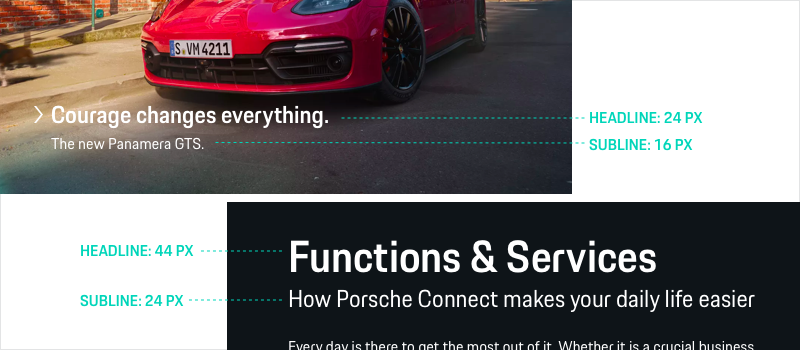 S VM 4211
Courage changes everything.
HEADLINE: 24 PX
The new Panamera GTS.
SUBLINE: 16 PX
HEADLINE: 44 PX
Functions & Services
SUBLINE: 24 PX
How Porsche Connect makes your daily life easier
Every day is there to get the most out of it. Whether it is a crucial business